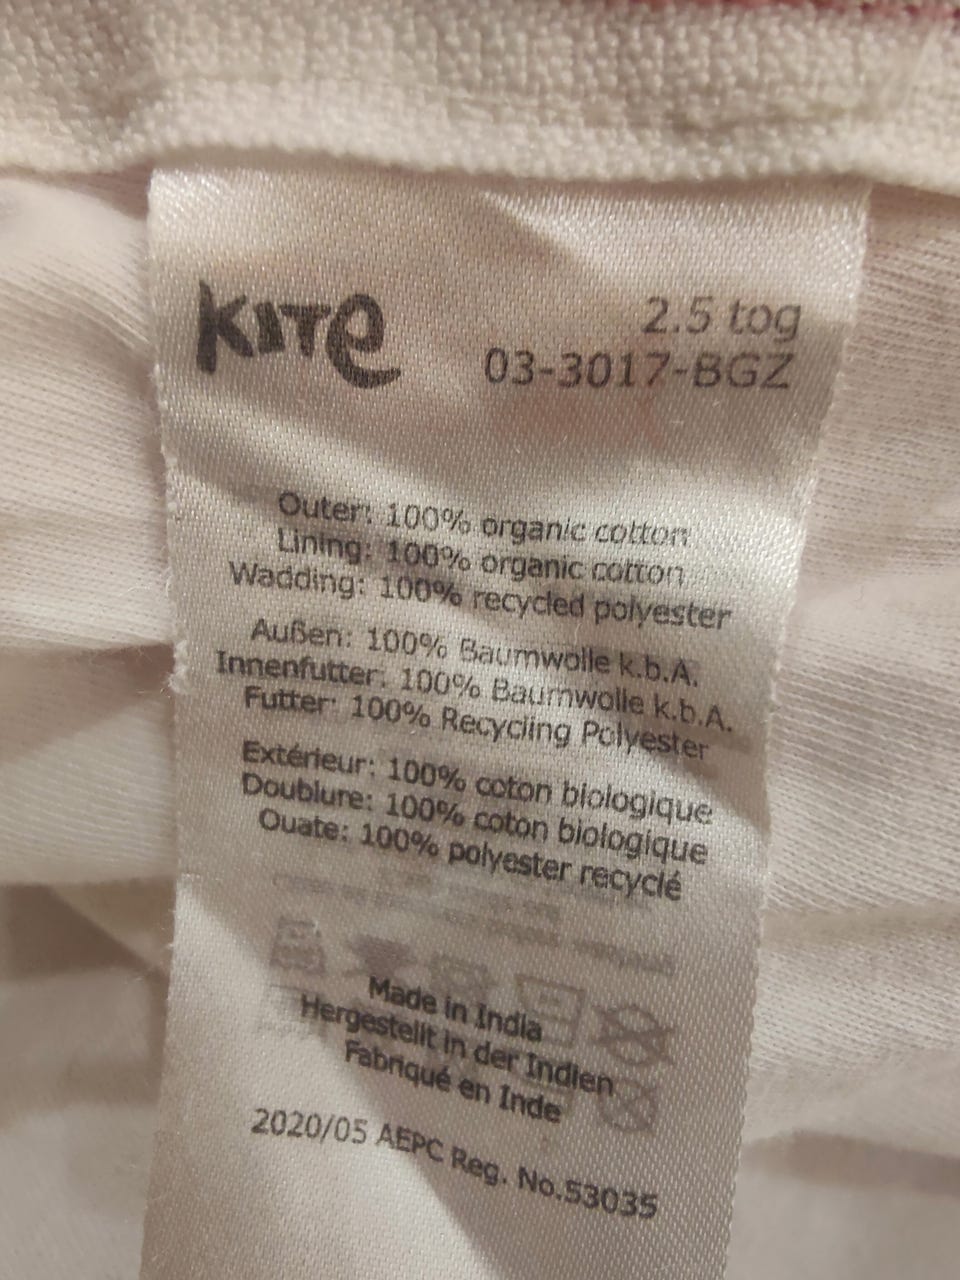 KITe
2.5 tog
03-3017-BGZ
Outer: 100% organic cotton
Lining: 100% organic cotton
Wadding: 100% recycled polyester
Außen: 100% Baumwolle k.b.A.
Innenfutter: 100% Baumwolle k.b.A.
Futter: 100% Recycling Polyester
Extérieur: 100% coton biologique
Doublure: 100% coton biologique
Ouate: 100% polyester recyclé
Made in India
Hergestellt in der Indien
Fabriqué en Inde
2020/05 AEPC Reg. No.53035